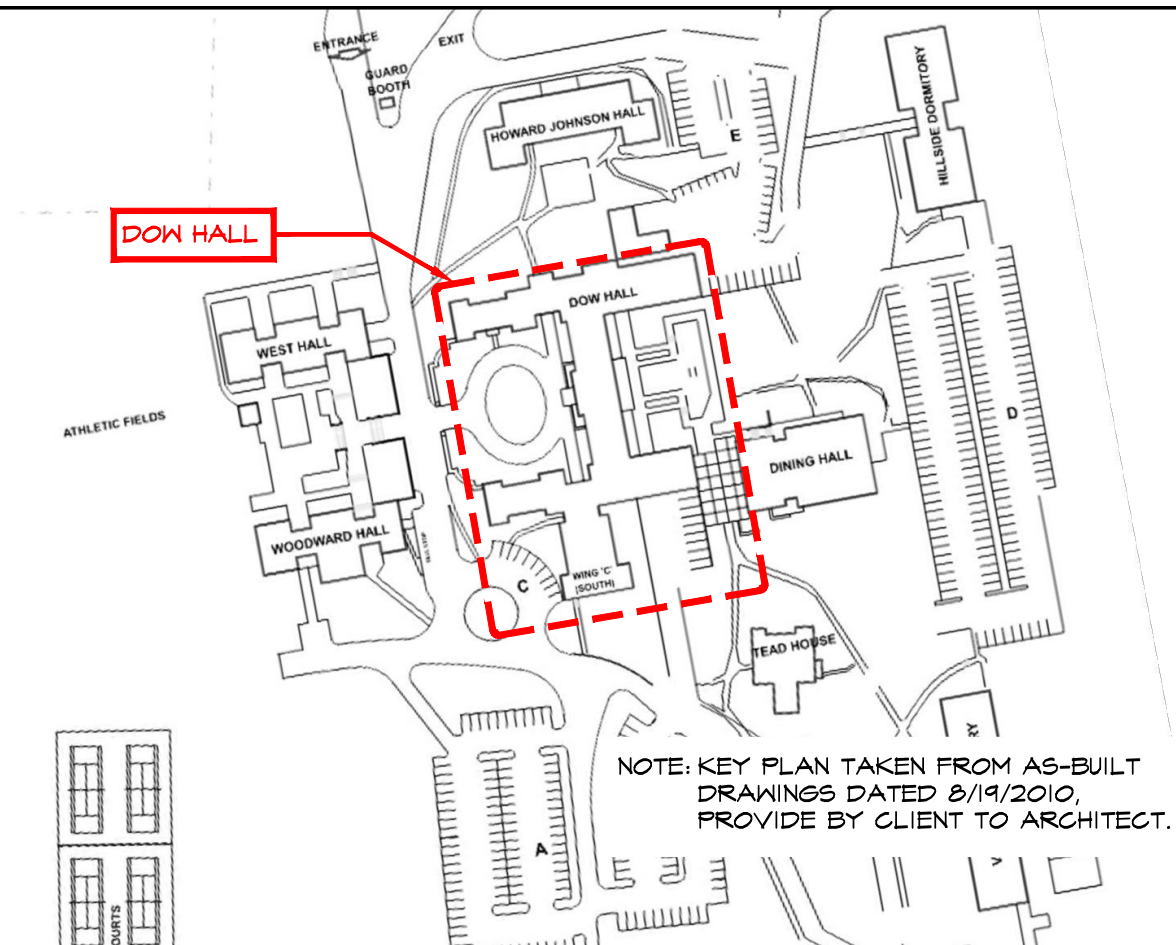 ENTRANCE
EXIT
GUARD
BOOTH
HOWARD JOHNSON HALL
E
HILLSIDE DORMITORY
DOW HALL
DOW HALL
WEST HALL
ATHLETIC FIELDS
D
DINING HALL
WOODWARD HALL
C
WING 'C'
(SOUTH)
TEAD HOUSE
NOTE: KEY PLAN TAKEN FROM AS-BUILT
DRAWINGS DATED 8/19/2010,
PROVIDE BY CLIENT TO ARCHITECT.
A